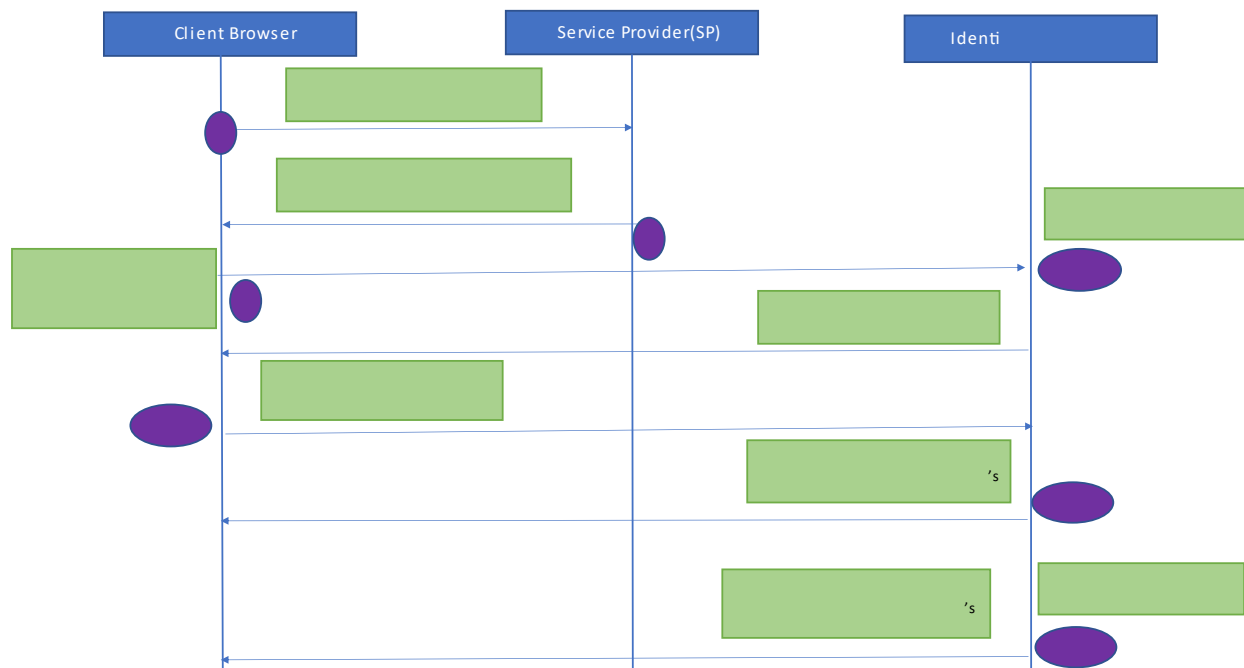 Client Browser
Service Provider(SP)
Identi
’s
’s